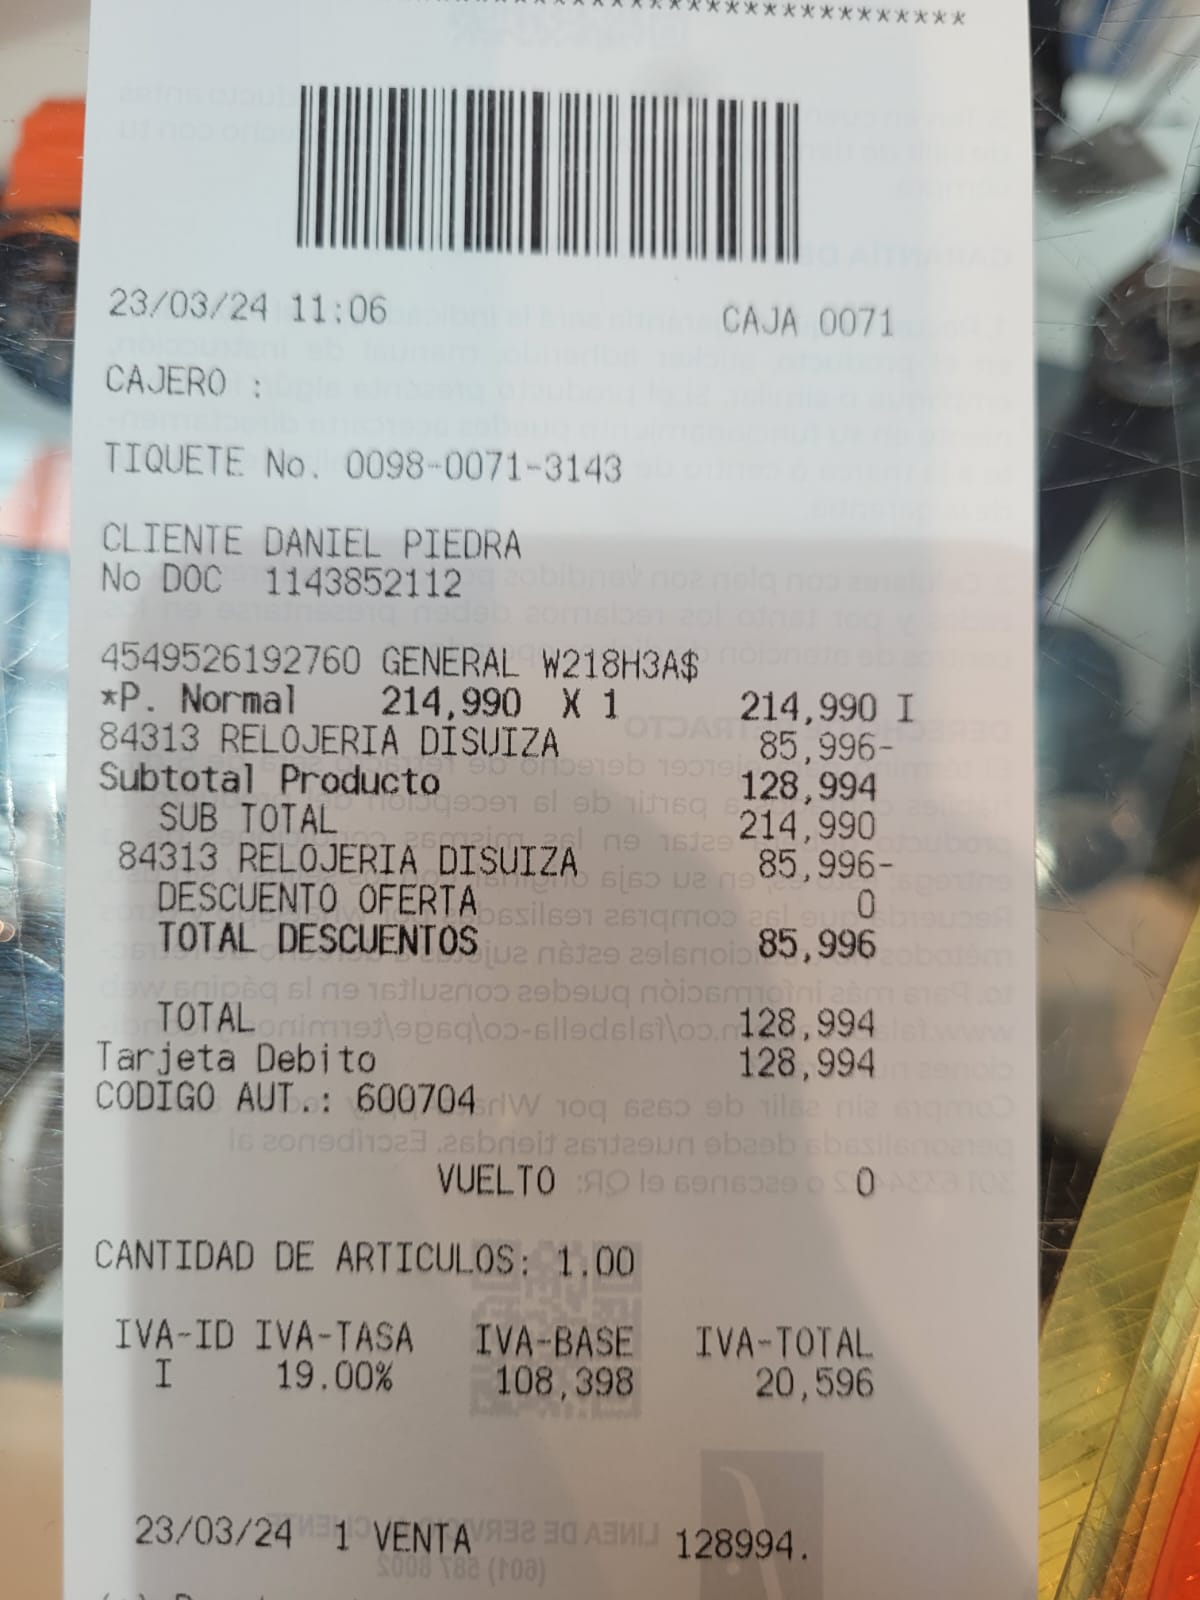 ****************************************
23/03/24 11:06 CAJA 0071
CAJERO :
TIQUETE No. 0098-0071-3143
CLIENTE DANIEL PIEDRA
No DOC 1143852112
4549526192760 GENERAL W218H3A$
*P. Normal 214,990 X 1 214,990 I
84313 RELOJERIA DISUIZA 85,996-
Subtotal Producto 128,994
SUB TOTAL 214,990
84313 RELOJERIA DISUIZA 85,996-
DESCUENTO OFERTA 0
TOTAL DESCUENTOS 85,996
TOTAL 128,994
Tarjeta Debito 128,994
CODIGO AUT.: 600704
VUELTO 0
CANTIDAD DE ARTICULOS: 1.00
IVA-ID IVA-TASA IVA-BASE IVA-TOTAL
I 19.00% 108,398 20,596
23/03/24 1 VENTA 128994.